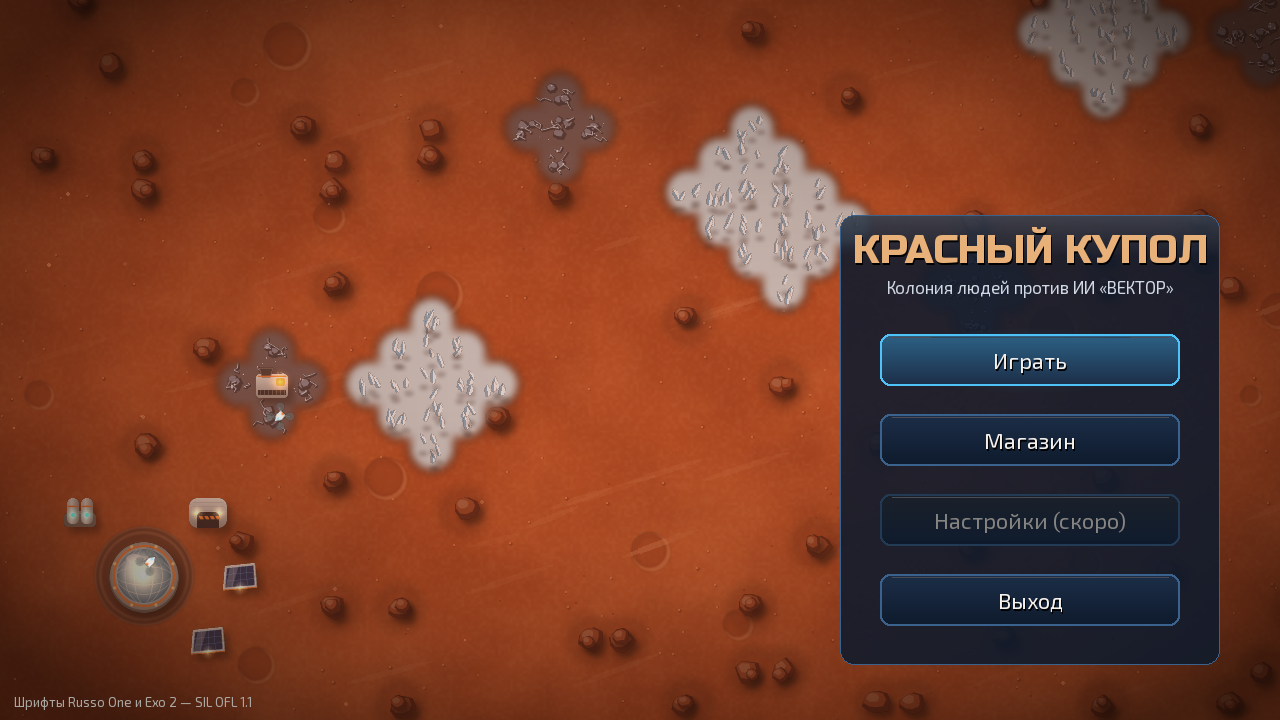 КРАСНЫЙ КУПОЛ
Колония людей против ИИ «ВЕКТОР»
Играть
Магазин
Настройки (скоро)
Выход
Шрифты Russo One и Exo 2 — SIL OFL 1.1